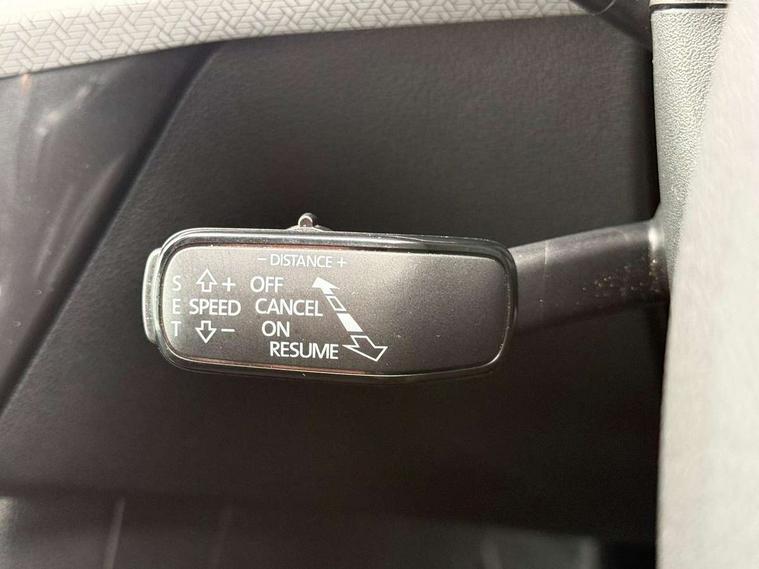 - DISTANCE +
S + OFF
E SPEED CANCEL
T - ON
RESUME